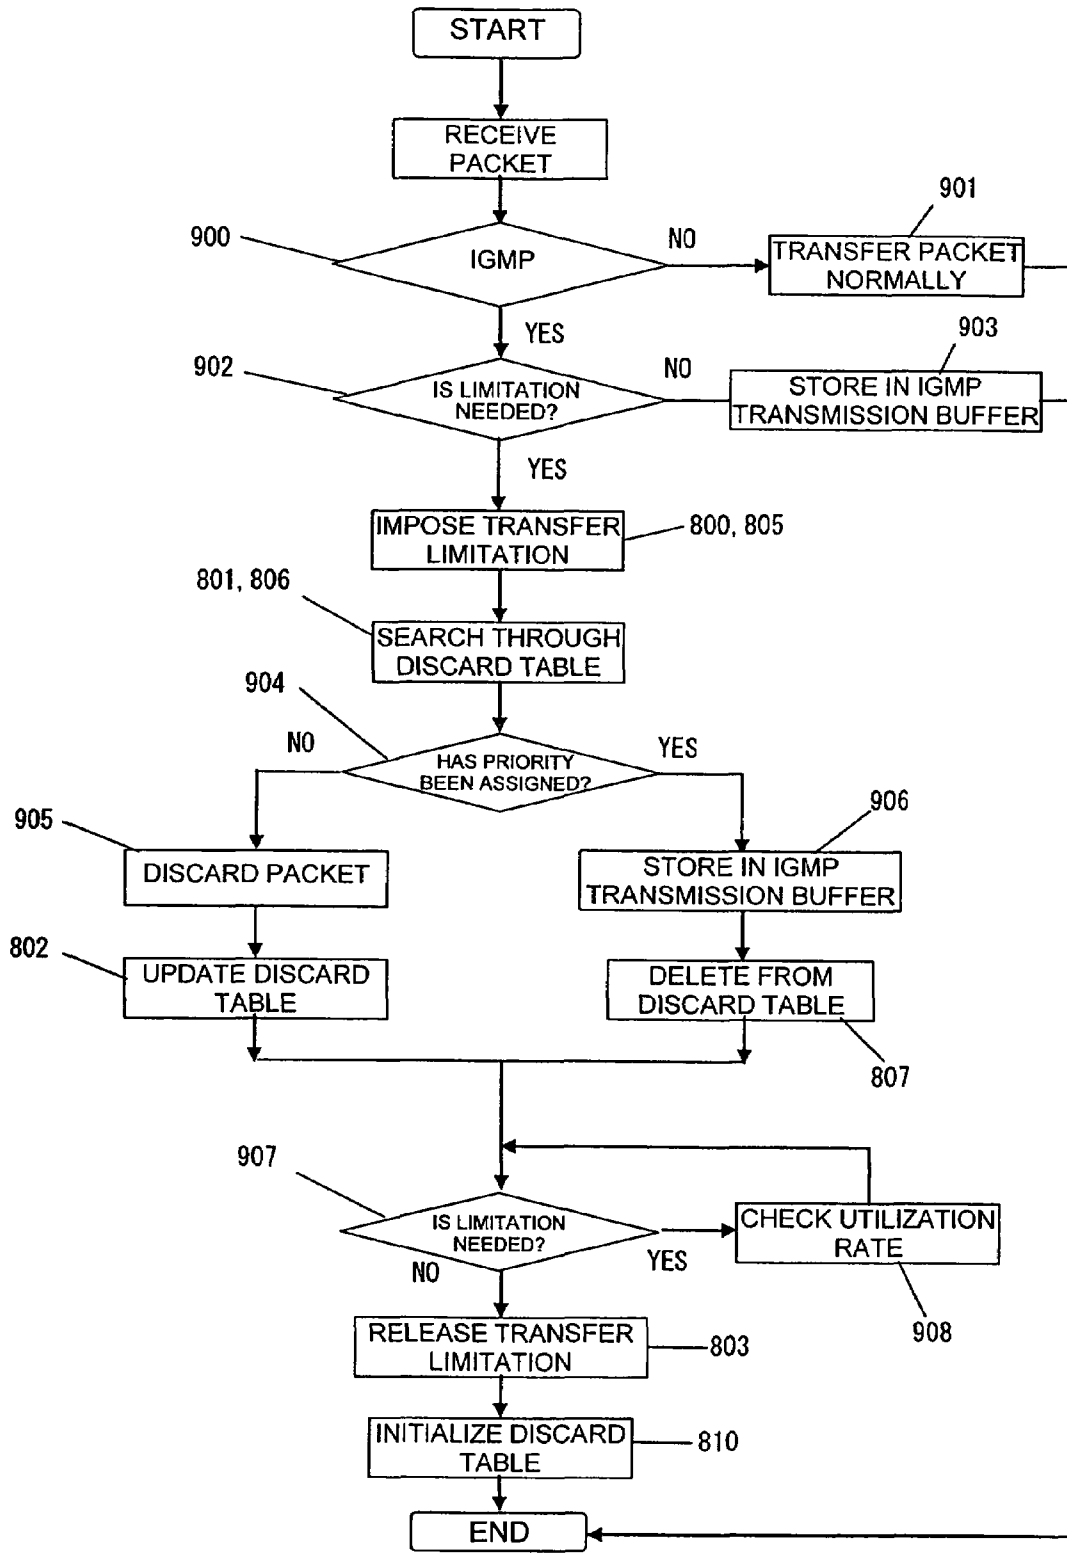 START
RECEIVE
PACKET
900
IGMP
NO
901
TRANSFER PACKET
NORMALLY
YES
902
IS LIMITATION
NEEDED?
NO
903
STORE IN IGMP
TRANSMISSION BUFFER
YES
IMPOSE TRANSFER
LIMITATION
800, 805
801, 806
SEARCH THROUGH
DISCARD TABLE
904
NO
HAS PRIORITY
BEEN ASSIGNED?
YES
905
DISCARD PACKET
906
STORE IN IGMP
TRANSMISSION BUFFER
802
UPDATE DISCARD
TABLE
DELETE FROM
DISCARD TABLE
807
907
IS LIMITATION
NEEDED?
YES
CHECK UTILIZATION
RATE
908
NO
RELEASE TRANSFER
LIMITATION
803
INITIALIZE DISCARD
TABLE
810
END